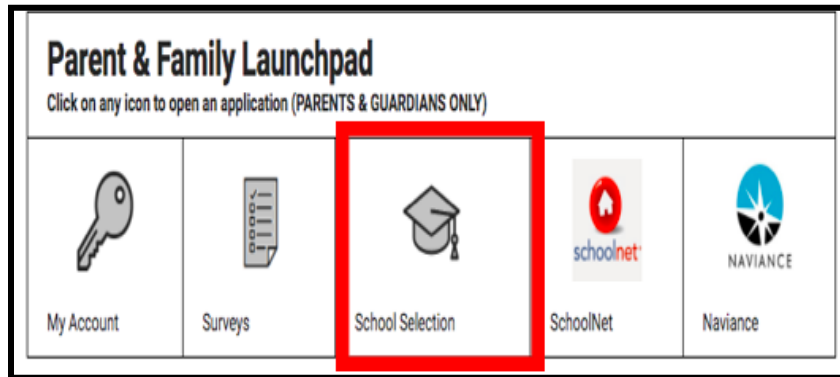 Parent & Family Launchpad
Click on any icon to open an application (PARENTS & GUARDIANS ONLY)
schoolnet
NAVIANCE
My Account
Surveys
School Selection
SchoolNet
Naviance